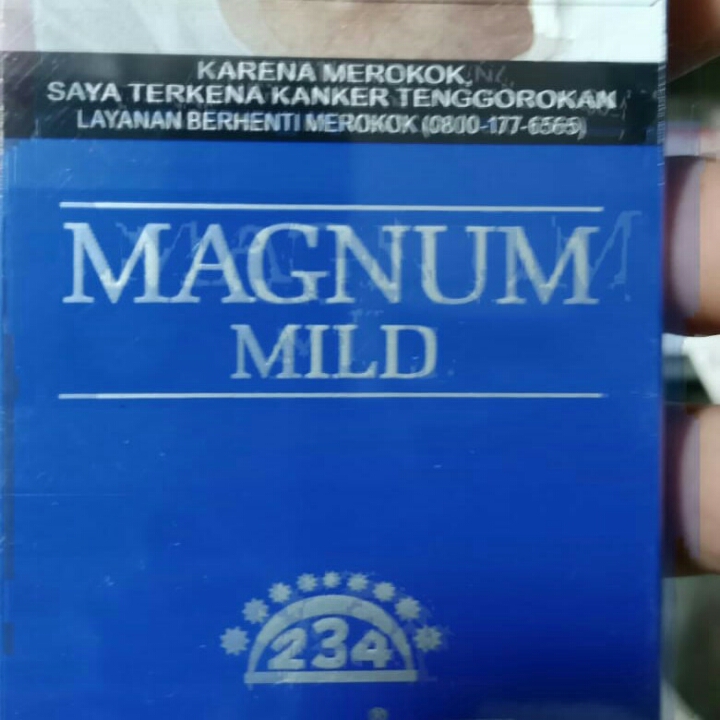 KARENA MEROKOK,
SAYA TERKENA KANKER TENGGOROKAN
LAYANAN BERHENTI MEROKOK (0800-177-6565)
MAGNUM
MILD
234